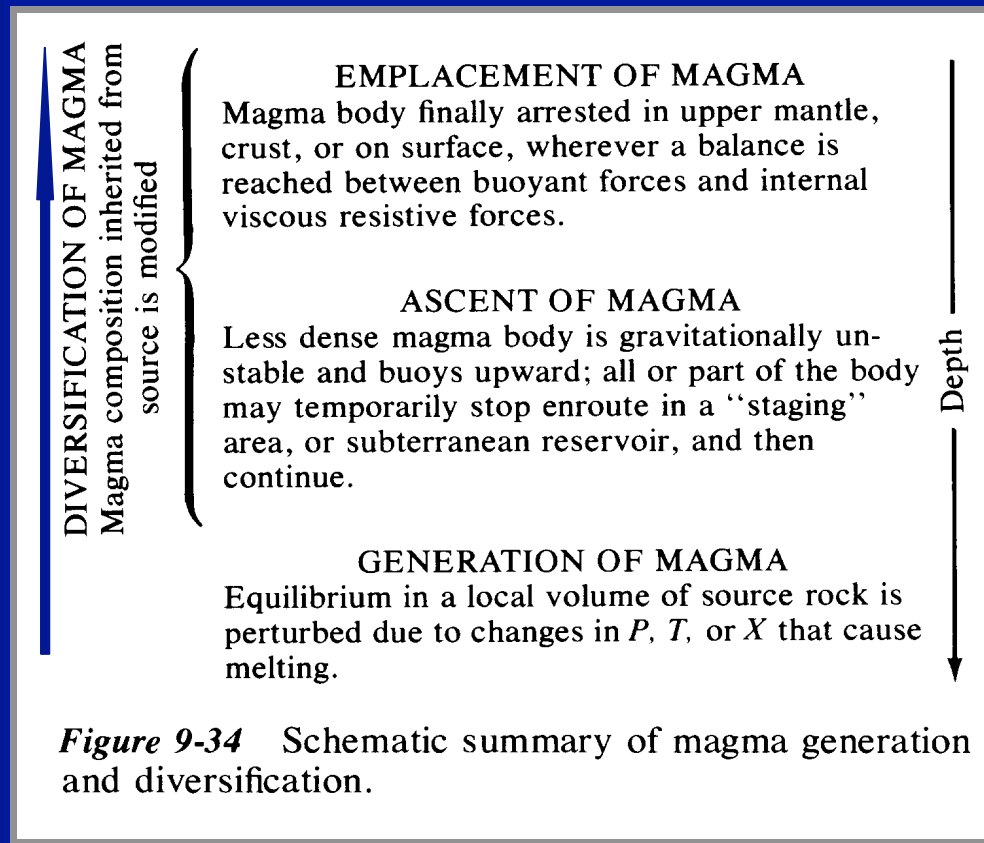 DIVERSIFICATION OF MAGMA
Magma composition inherited from
source is modified
EMPLACEMENT OF MAGMA
Magma body finally arrested in upper mantle,
crust, or on surface, wherever a balance is
reached between buoyant forces and internal
viscous resistive forces.
ASCENT OF MAGMA
Less dense magma body is gravitationally un-
stable and buoys upward; all or part of the body
may temporarily stop enroute in a “staging”
area, or subterranean reservoir, and then
continue.
GENERATION OF MAGMA
Equilibrium in a local volume of source rock is
perturbed due to changes in P, T, or X that cause
melting.
Depth
Figure 9-34 Schematic summary of magma generation
and diversification.